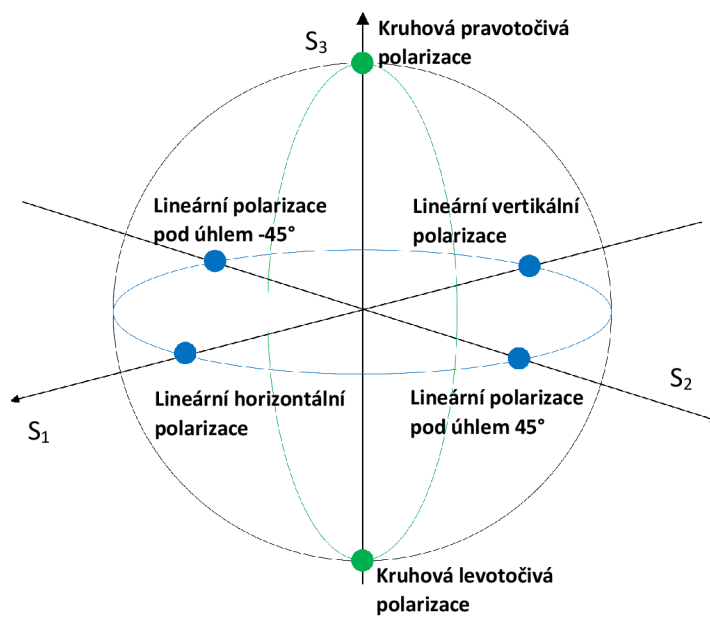 Kruhová pravotočivá
polarizace
S3
Lineární polarizace
pod úhlem -45°
Lineární vertikální
polarizace
S2
Lineární horizontální
polarizace
Lineární polarizace
pod úhlem 45°
S1
Kruhová levotočivá
polarizace